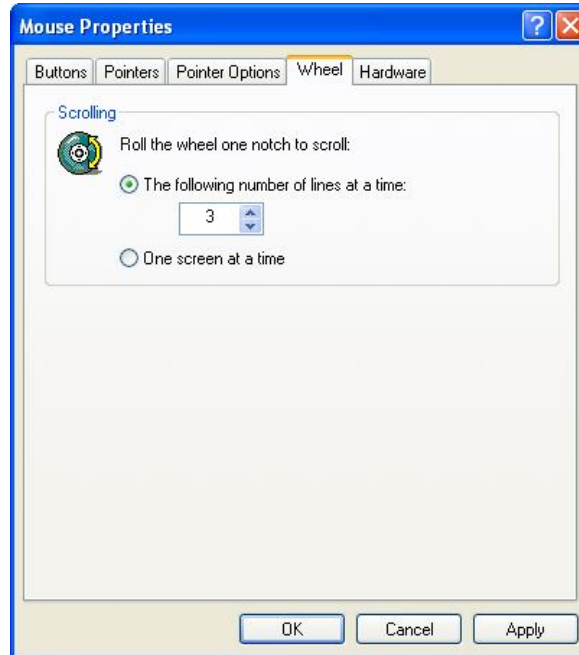 Mouse Properties
?
Buttons Pointers Pointer Options Wheel Hardware
Scrolling
Roll the wheel one notch to scroll:
The following number of lines at a time:
3
One screen at a time
OK Cancel Apply